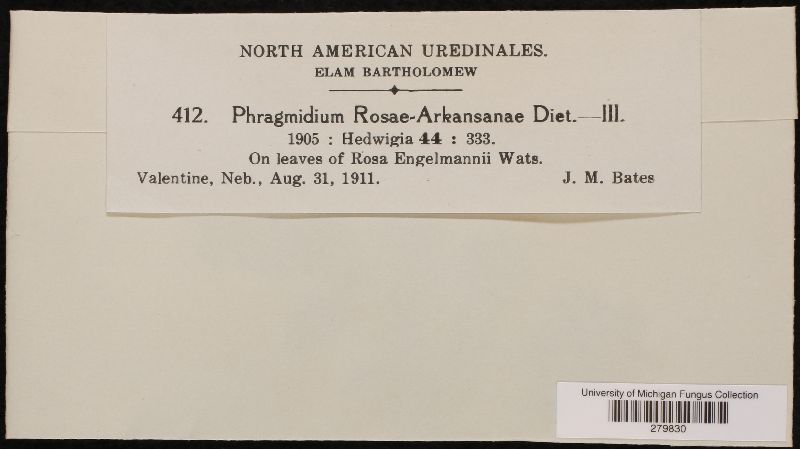 NORTH AMERICAN UREDINALES.
ELAM BARTHOLOMEW
412. Phragmidium Rosae-Arkansanae Diet.—III.
1905 : Hedwigia 44 : 333.
On leaves of Rosa Engelmannii Wats.
Valentine, Neb., Aug. 31, 1911. J. M. Bates
University of Michigan Fungus Collection
279830